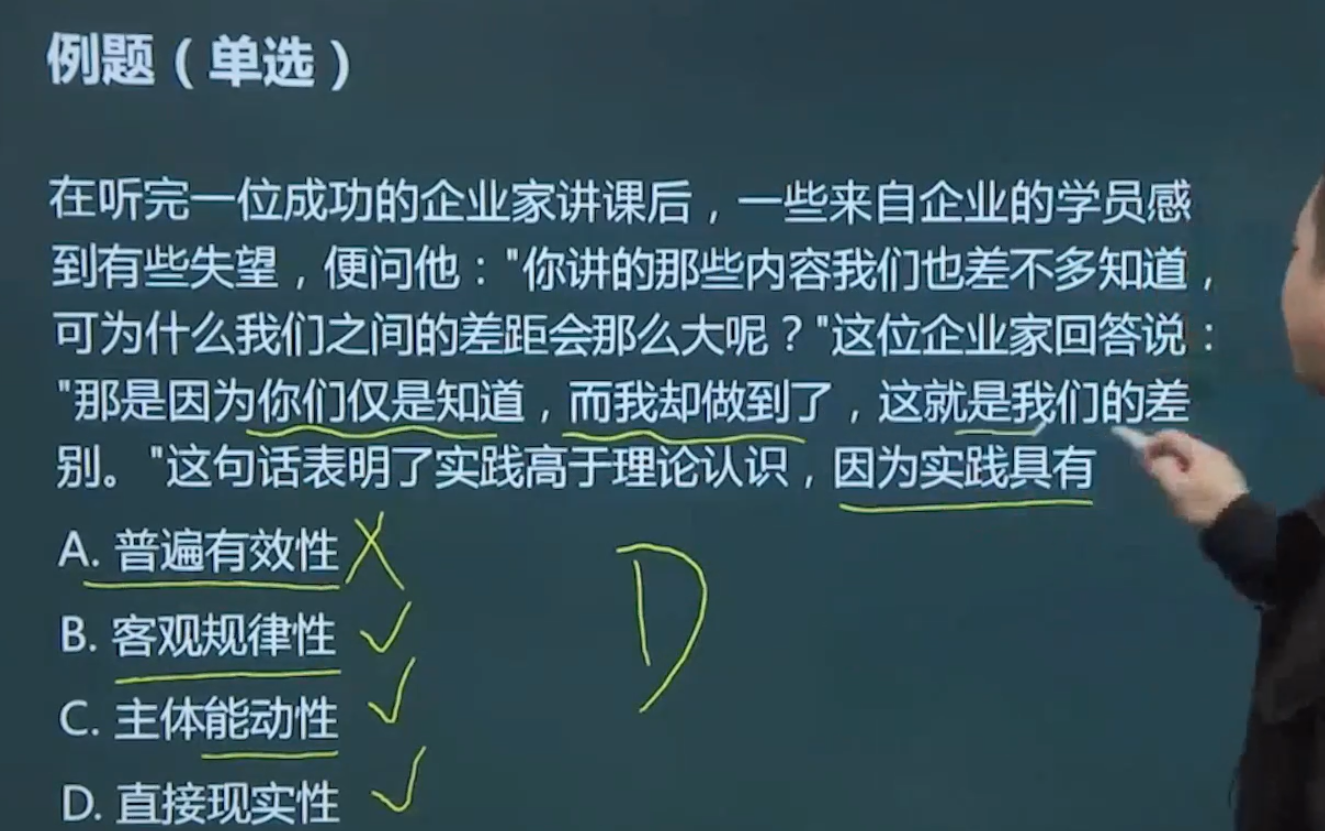 例题（单选）
在听完一位成功的企业家讲课后，一些来自企业的学员感
到有些失望，便问他："你讲的那些内容我们也差不多知道，
可为什么我们之间的差距会那么大呢？"这位企业家回答说：
"那是因为你们仅是知道，而我却做到了，这就是我们的差
别。"这句话表明了实践高于理论认识，因为实践具有
A. 普遍有效性
B. 客观规律性
C. 主体能动性
D. 直接现实性
D